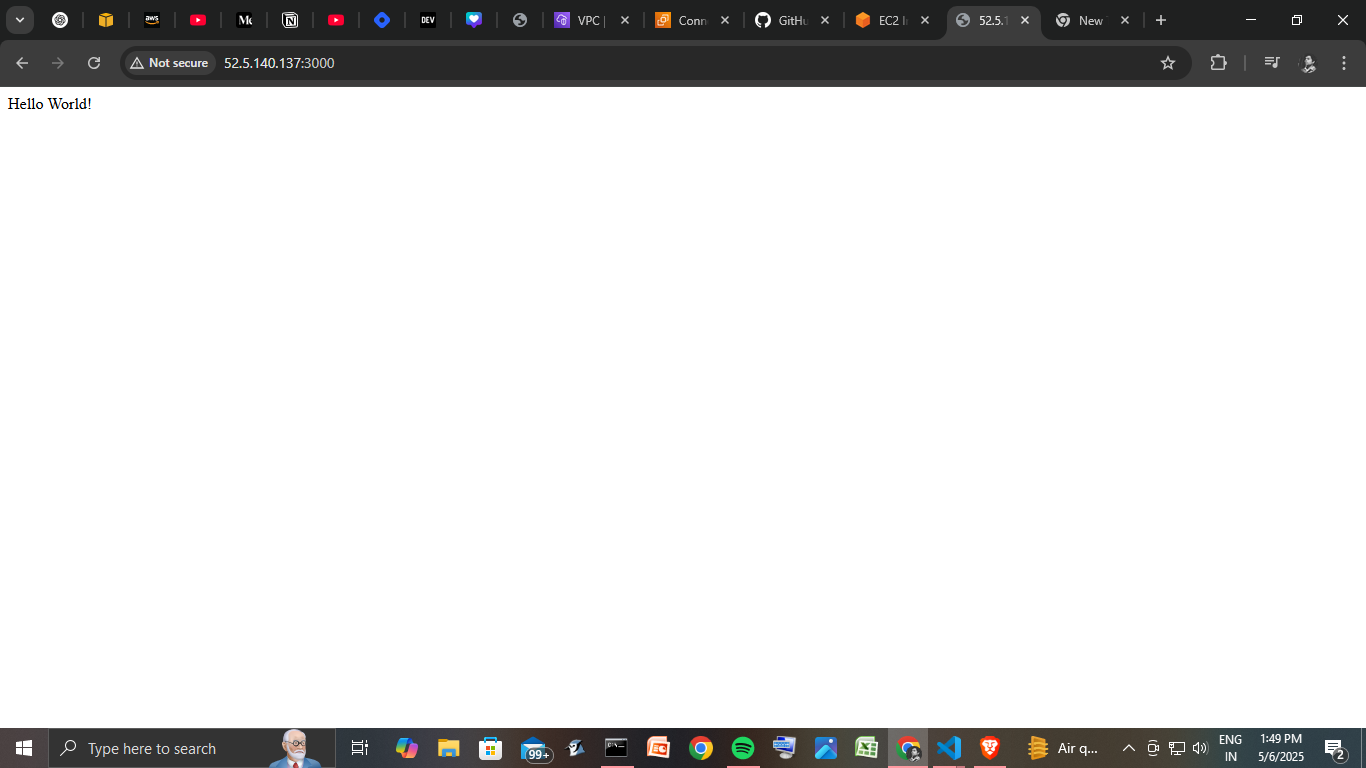 aws
M
DEV
VPC |
Conn
GitHu
EC2 I
52.5.1
New
Not secure
52.5.140.137:3000
Hello World!
Type here to search
99+
Air q...
ENG
IN
1:49 PM
5/6/2025
2